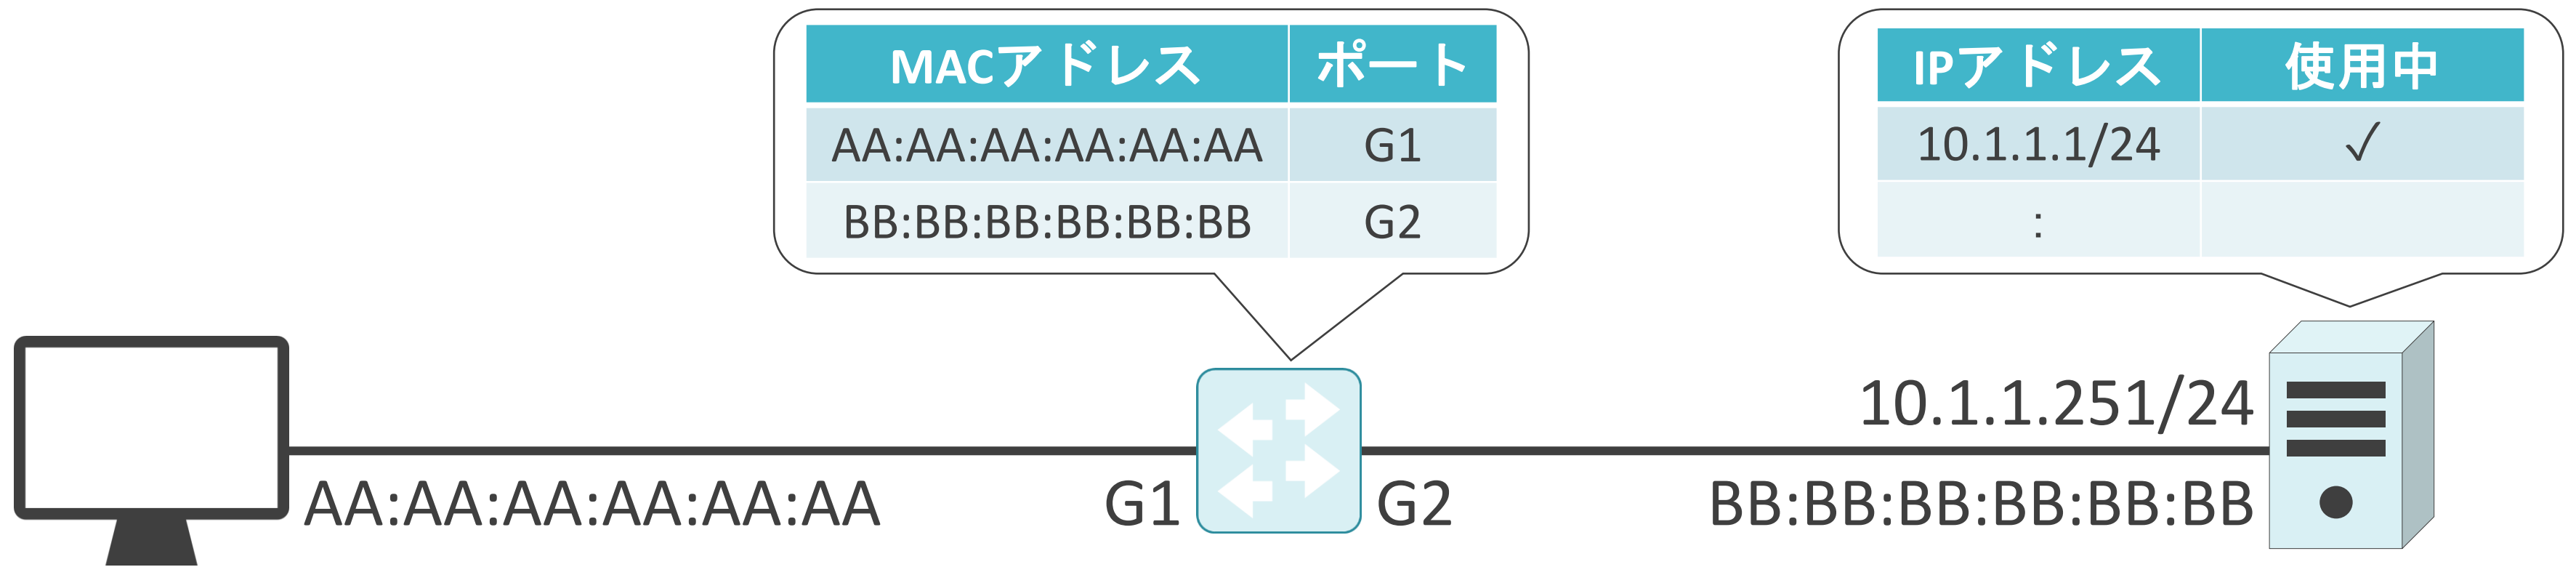 MACアドレス ポート
AA:AA:AA:AA:AA:AA G1
BB:BB:BB:BB:BB:BB G2
IPアドレス 使用中
10.1.1.1/24 ✓
:
10.1.1.251/24
AA:AA:AA:AA:AA:AA
G1
G2
BB:BB:BB:BB:BB:BB